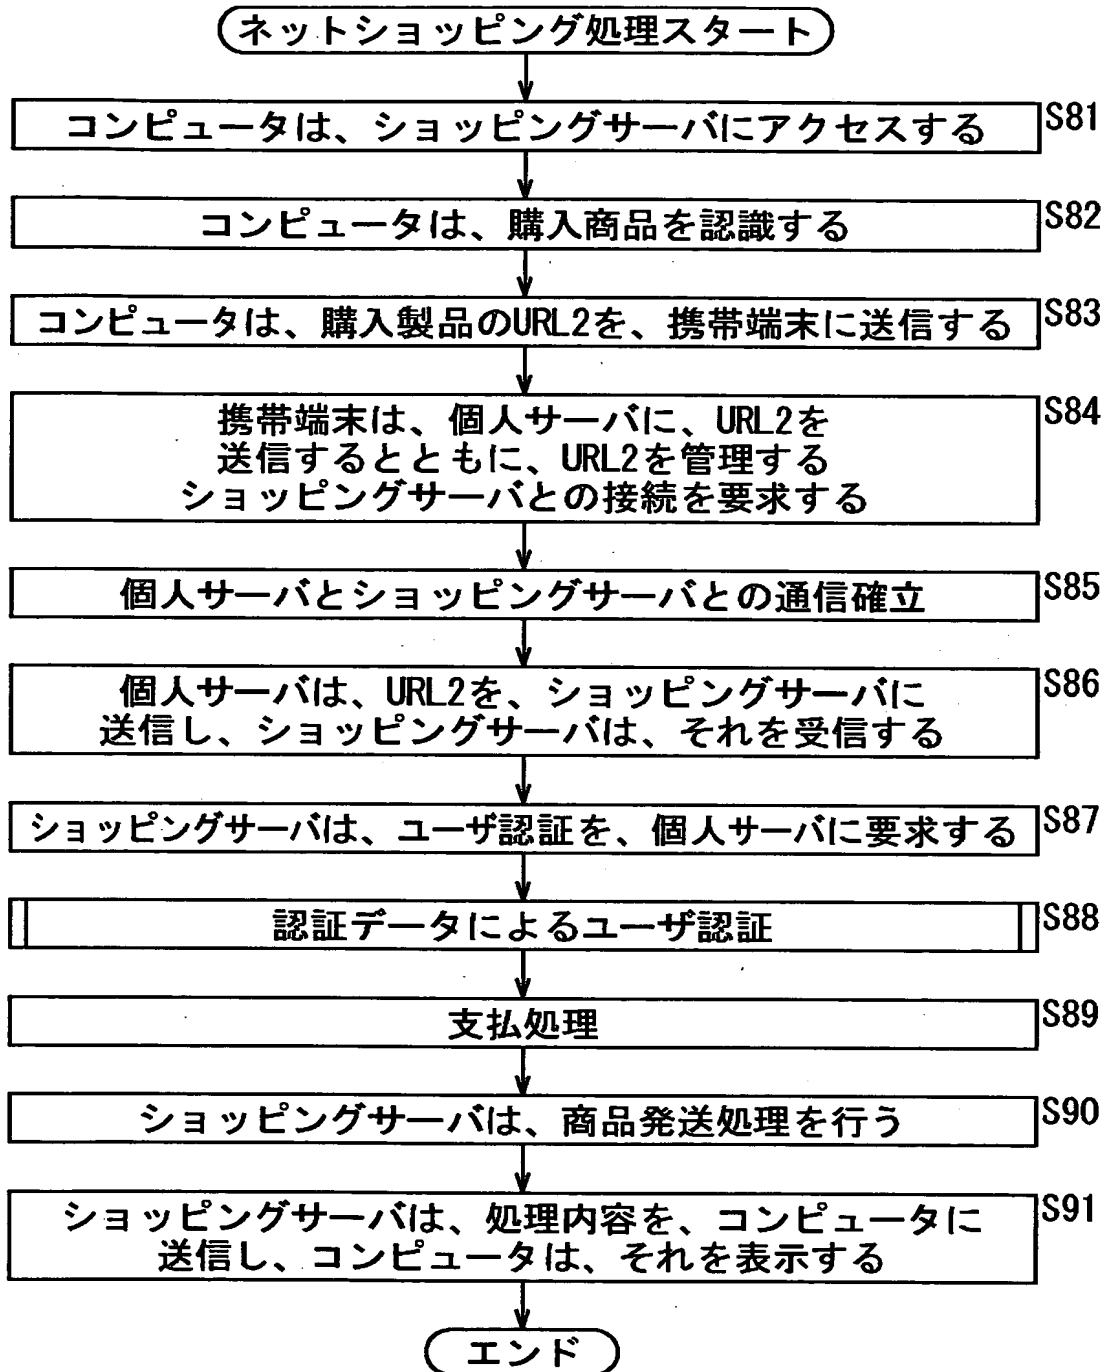 ネットショッピング処理スタート
コンピュータは、ショッピングサーバにアクセスする
S81
コンピュータは、購入商品を認識する
S82
コンピュータは、購入製品のURL2を、携帯端末に送信する
S83
携帯端末は、個人サーバに、URL2を
送信するとともに、URL2を管理する
ショッピングサーバとの接続を要求する
S84
個人サーバとショッピングサーバとの通信確立
S85
個人サーバは、URL2を、ショッピングサーバに
送信し、ショッピングサーバは、それを受信する
S86
ショッピングサーバは、ユーザ認証を、個人サーバに要求する
S87
認証データによるユーザ認証
S88
支払処理
S89
ショッピングサーバは、商品発送処理を行う
S90
ショッピングサーバは、処理内容を、コンピュータに
送信し、コンピュータは、それを表示する
S91
エンド